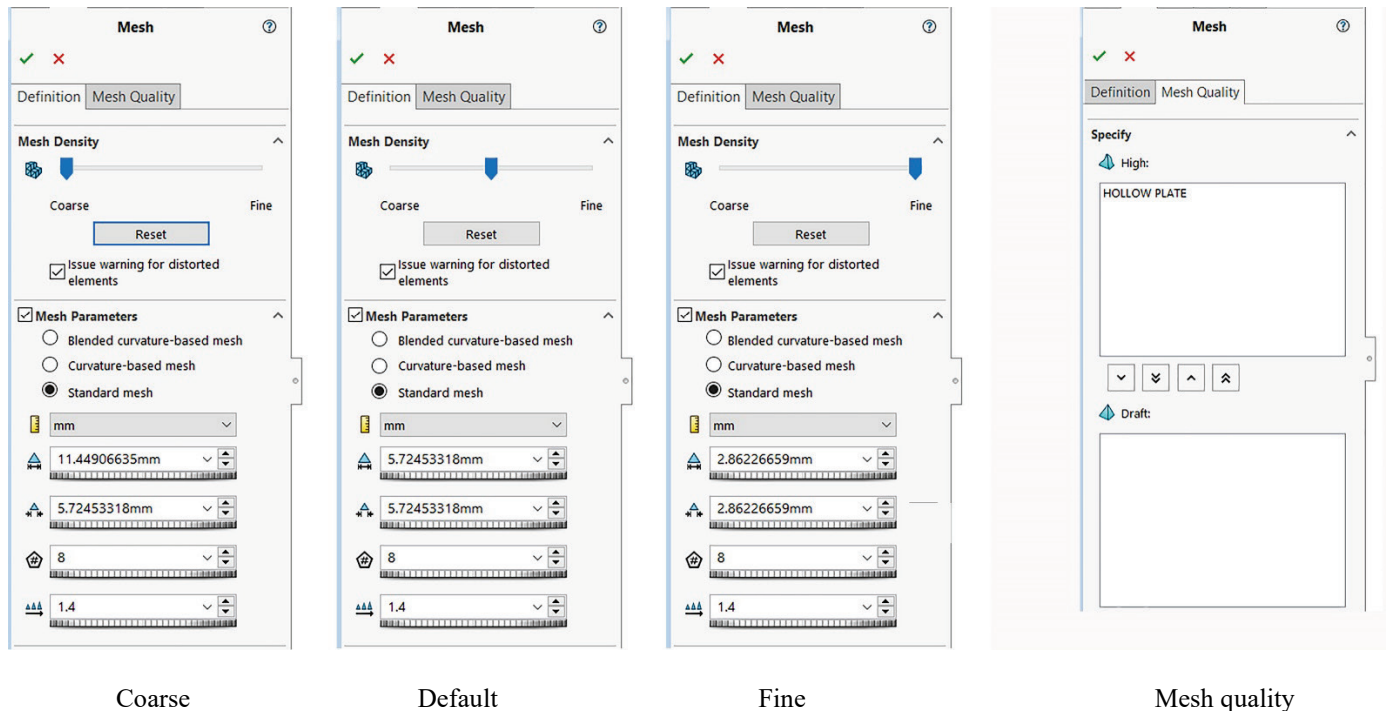 Mesh
Definition Mesh Quality
Mesh Density
Coarse Fine
Reset
Issue warning for distorted
elements
Mesh Parameters
Blended curvature-based mesh
Curvature-based mesh
Standard mesh
mm
11.44906635mm
5.72453318mm
8
1.4
Coarse
Mesh
Definition Mesh Quality
Mesh Density
Coarse Fine
Reset
Issue warning for distorted
elements
Mesh Parameters
Blended curvature-based mesh
Curvature-based mesh
Standard mesh
mm
5.72453318mm
5.72453318mm
8
1.4
Default
Mesh
Definition Mesh Quality
Mesh Density
Coarse Fine
Reset
Issue warning for distorted
elements
Mesh Parameters
Blended curvature-based mesh
Curvature-based mesh
Standard mesh
mm
2.86226659mm
2.86226659mm
8
1.4
Fine
Mesh
Definition Mesh Quality
Specify
High:
HOLLOW PLATE
Draft:
Mesh quality